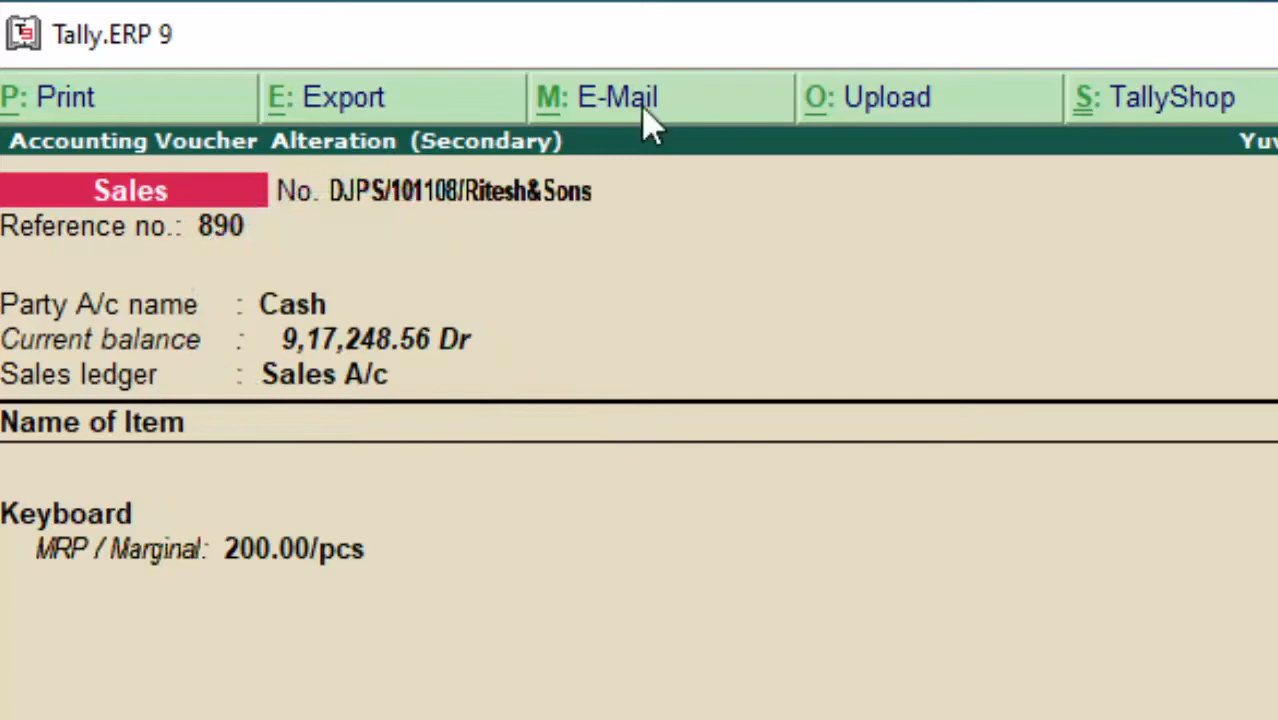 Tally.ERP 9
P: Print E: Export M: E-Mail O: Upload S: TallyShop
Accounting Voucher Alteration (Secondary)
Sales No. DJPS/101108/Ritesh&Sons
Reference no.: 890
Party A/c name : Cash
Current balance : 9,17,248.56 Dr
Sales ledger : Sales A/c
Name of Item
Keyboard
MRP / Marginal: 200.00/pcs